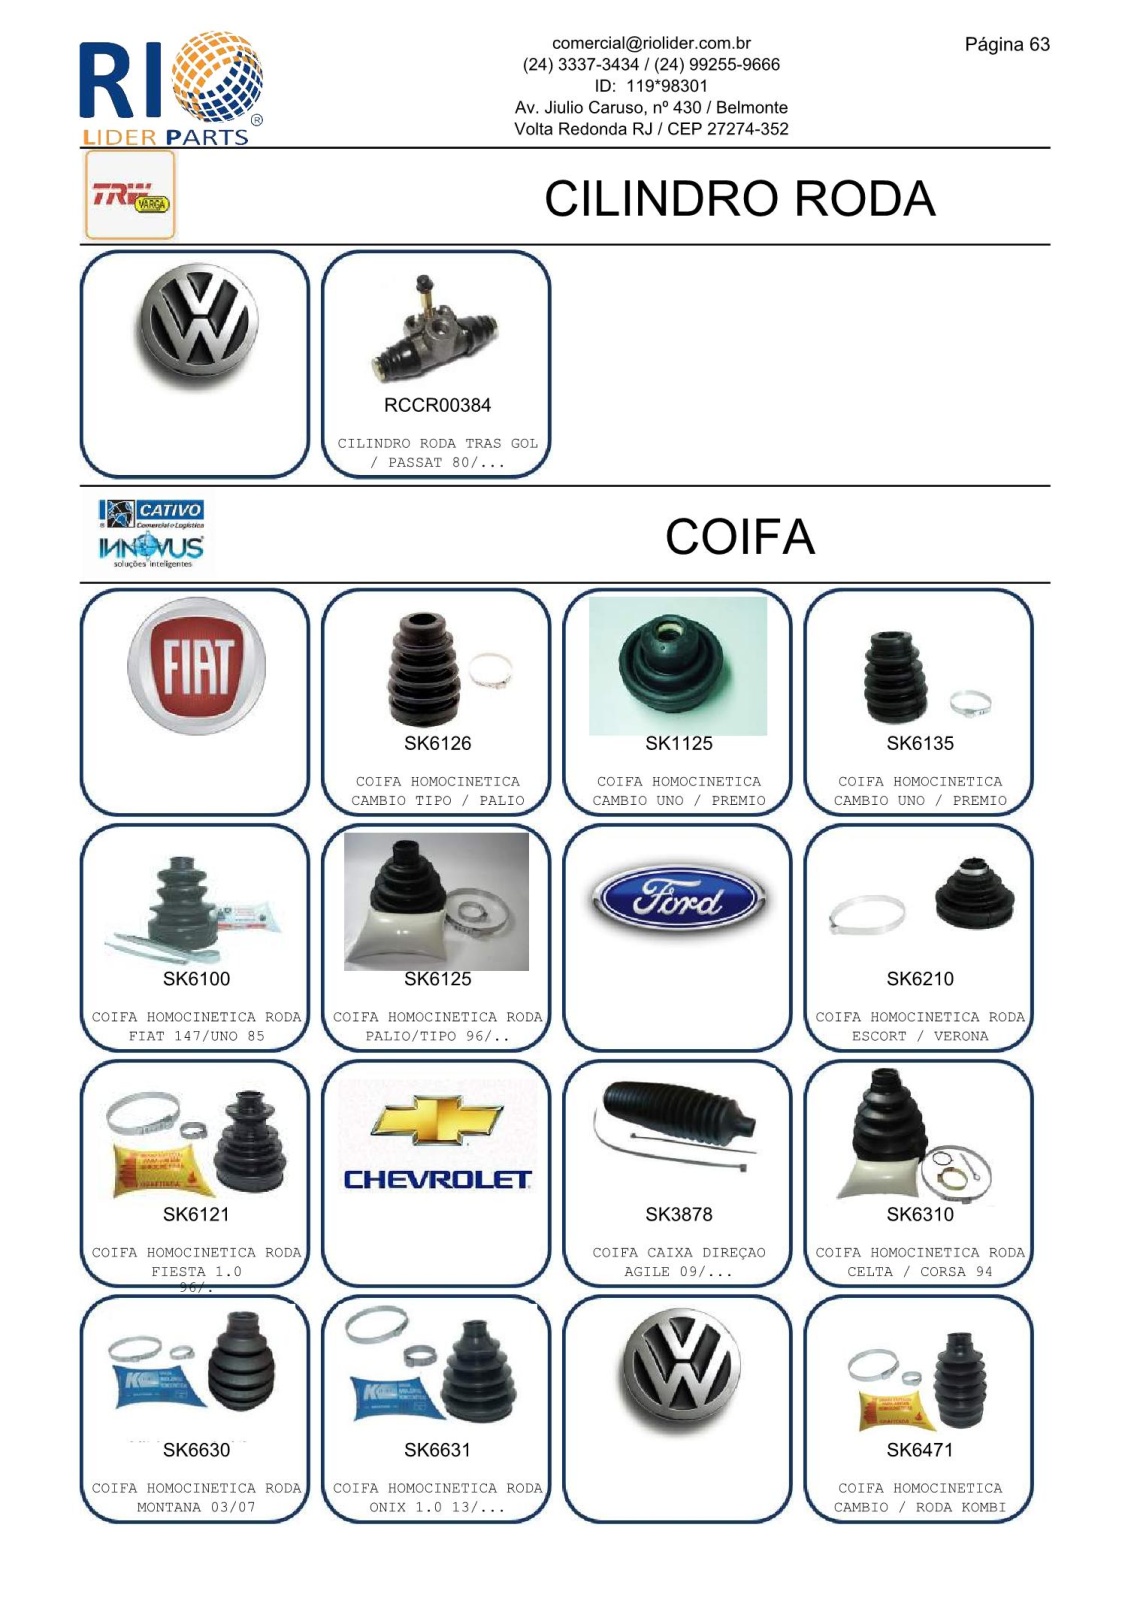 RIO
LIDER PARTS
®
comercial@riolider.com.br
(24) 3337-3434 / (24) 99255-9666
ID: 119*98301
Av. Jiulio Caruso, nº 430 / Belmonte
Volta Redonda RJ / CEP 27274-352
Página 63
TRW
VARGA
CILINDRO RODA
RCCR00384
CILINDRO RODA TRAS GOL
/ PASSAT 80/...
CATIVO
Comercial e Logística
INNOVUS
soluções inteligentes
COIFA
FIAT
SK6126
COIFA HOMOCINETICA
CAMBIO TIPO / PALIO
SK1125
COIFA HOMOCINETICA
CAMBIO UNO / PREMIO
SK6135
COIFA HOMOCINETICA
CAMBIO UNO / PREMIO
SK6100
COIFA HOMOCINETICA RODA
FIAT 147/UNO 85
SK6125
COIFA HOMOCINETICA RODA
PALIO/TIPO 96/..
Ford
SK6210
COIFA HOMOCINETICA RODA
ESCORT / VERONA
SK6121
COIFA HOMOCINETICA RODA
FIESTA 1.0
96/.
CHEVROLET
SK3878
COIFA CAIXA DIREÇAO
AGILE 09/...
SK6310
COIFA HOMOCINETICA RODA
CELTA / CORSA 94
SK6630
COIFA HOMOCINETICA RODA
MONTANA 03/07
SK6631
COIFA HOMOCINETICA RODA
ONIX 1.0 13/...
SK6471
COIFA HOMOCINETICA
CAMBIO / RODA KOMBI